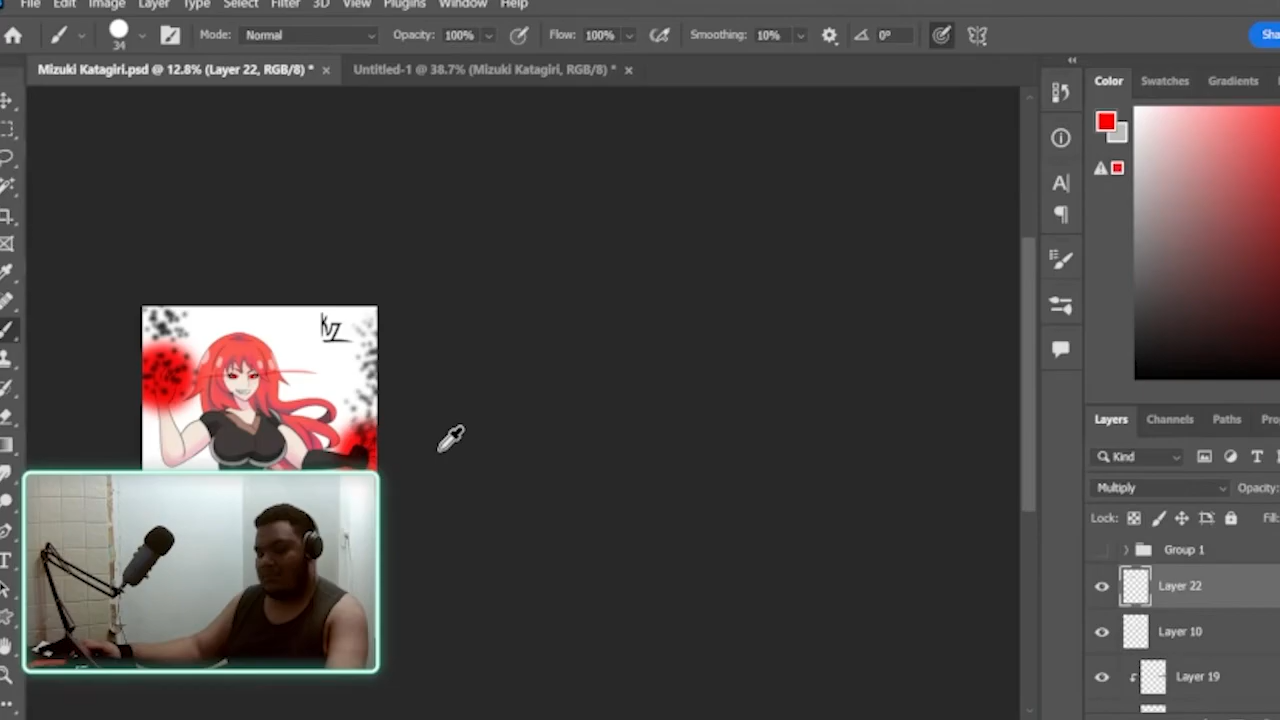 File Edit Image Layer Type Select Filter 3D View Plugins Window Help
34 Mode: Normal Opacity: 100% Flow: 100% Smoothing: 10% 0°
Mizuki Katagiri.psd @ 12.8% (Layer 22, RGB/8) * × Untitled-1 @ 38.7% (Mizuki Katagiri, RGB/8) * ×
Color Swatches Gradients
KZ
Layers Channels Paths
Kind
Multiply Opacity:
Lock:
Group 1
Layer 22
Layer 10
Layer 19